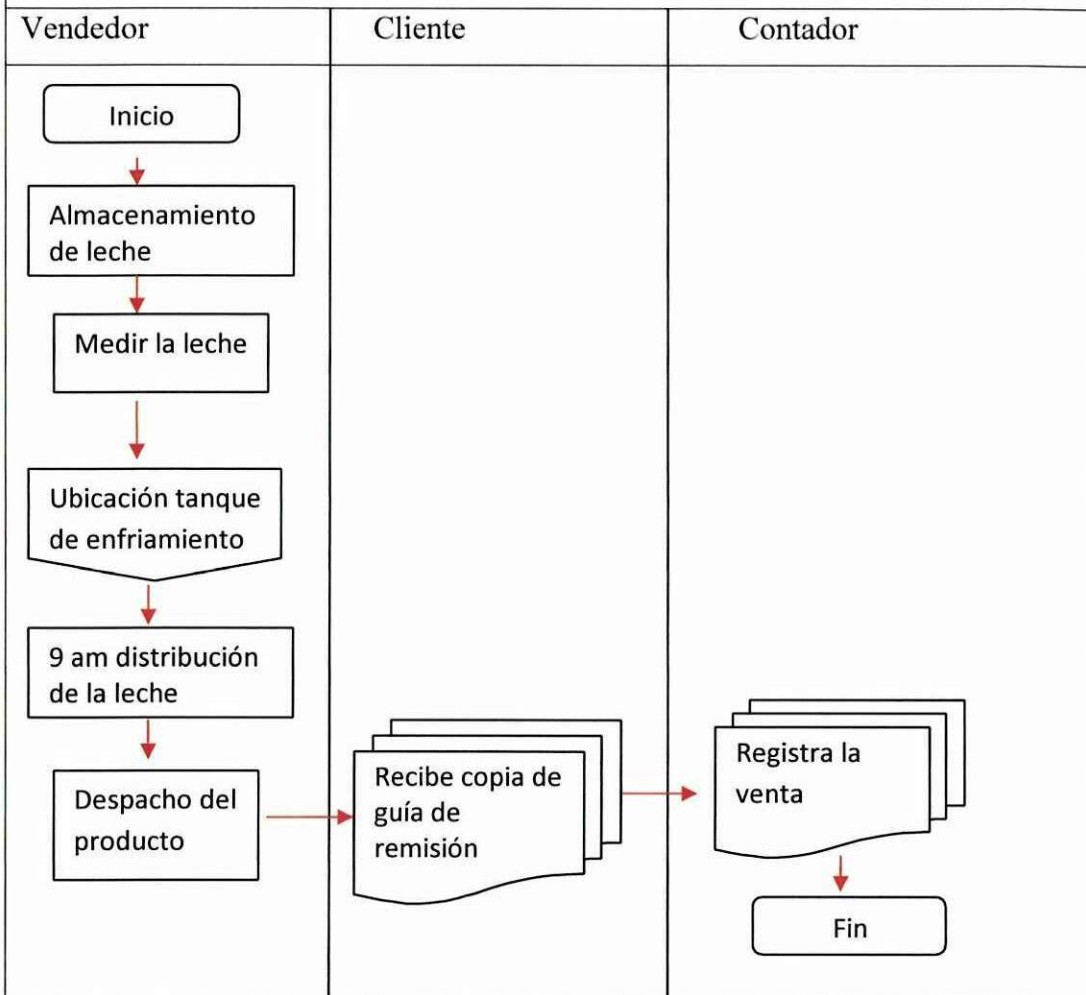 Vendedor
Cliente
Contador
Inicio
Almacenamiento
de leche
Medir la leche
Ubicación tanque
de enfriamiento
9 am distribución
de la leche
Despacho del
producto
Recibe copia de
guía de
remisión
Registra la
venta
Fin